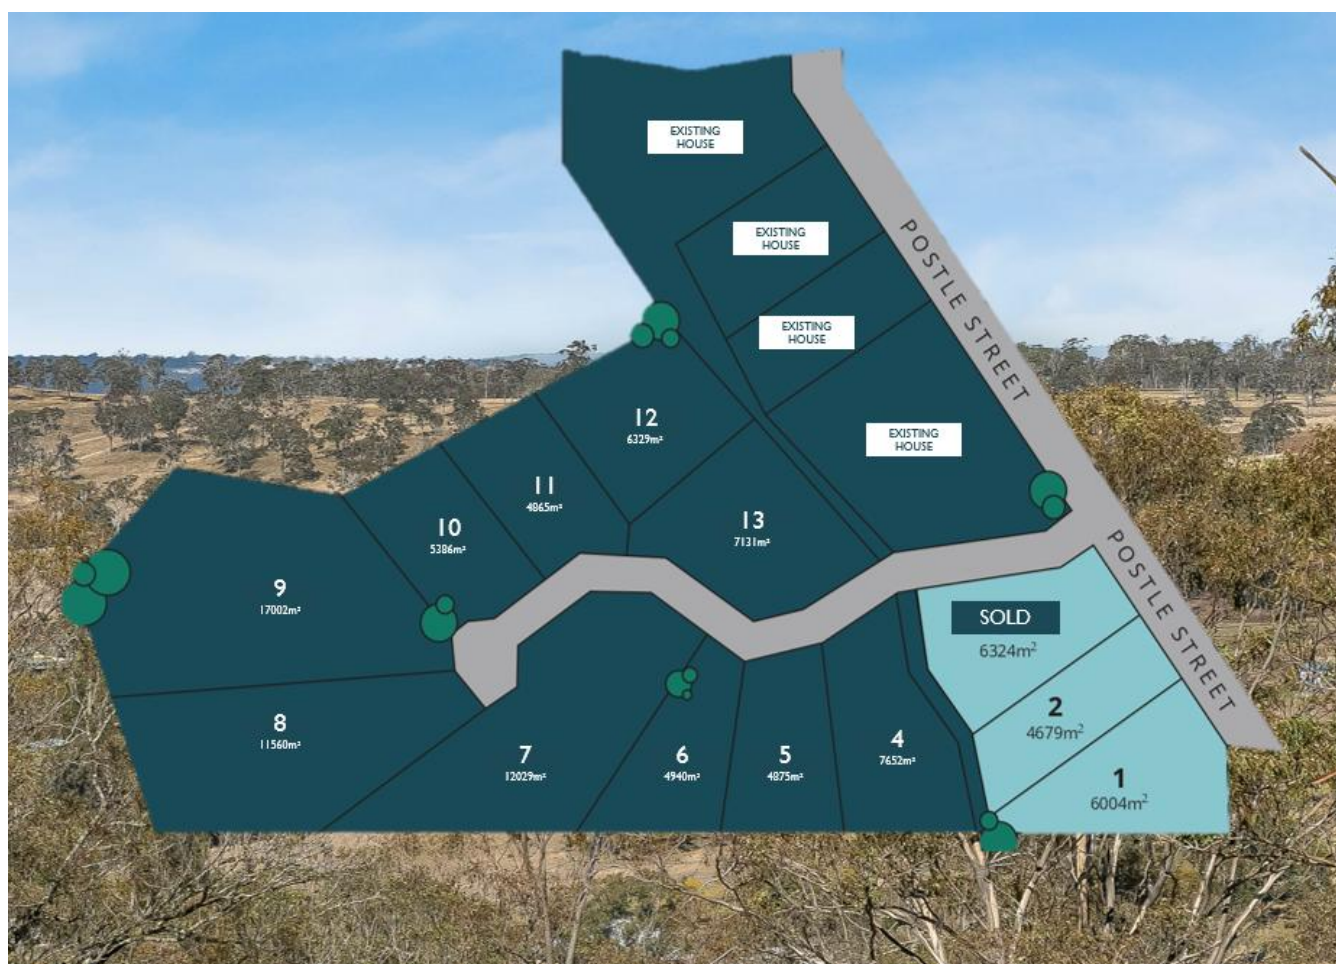 EXISTING
HOUSE
EXISTING
HOUSE
POSTLE STREET
EXISTING
HOUSE
EXISTING
HOUSE
12
6329m²
11
4865m²
13
7131m²
10
5386m²
9
17002m²
POSTLE STREET
SOLD
6324m²
8
11560m²
7
12029m²
6
4940m²
5
4875m²
4
7652m²
2
4679m²
1
6004m²